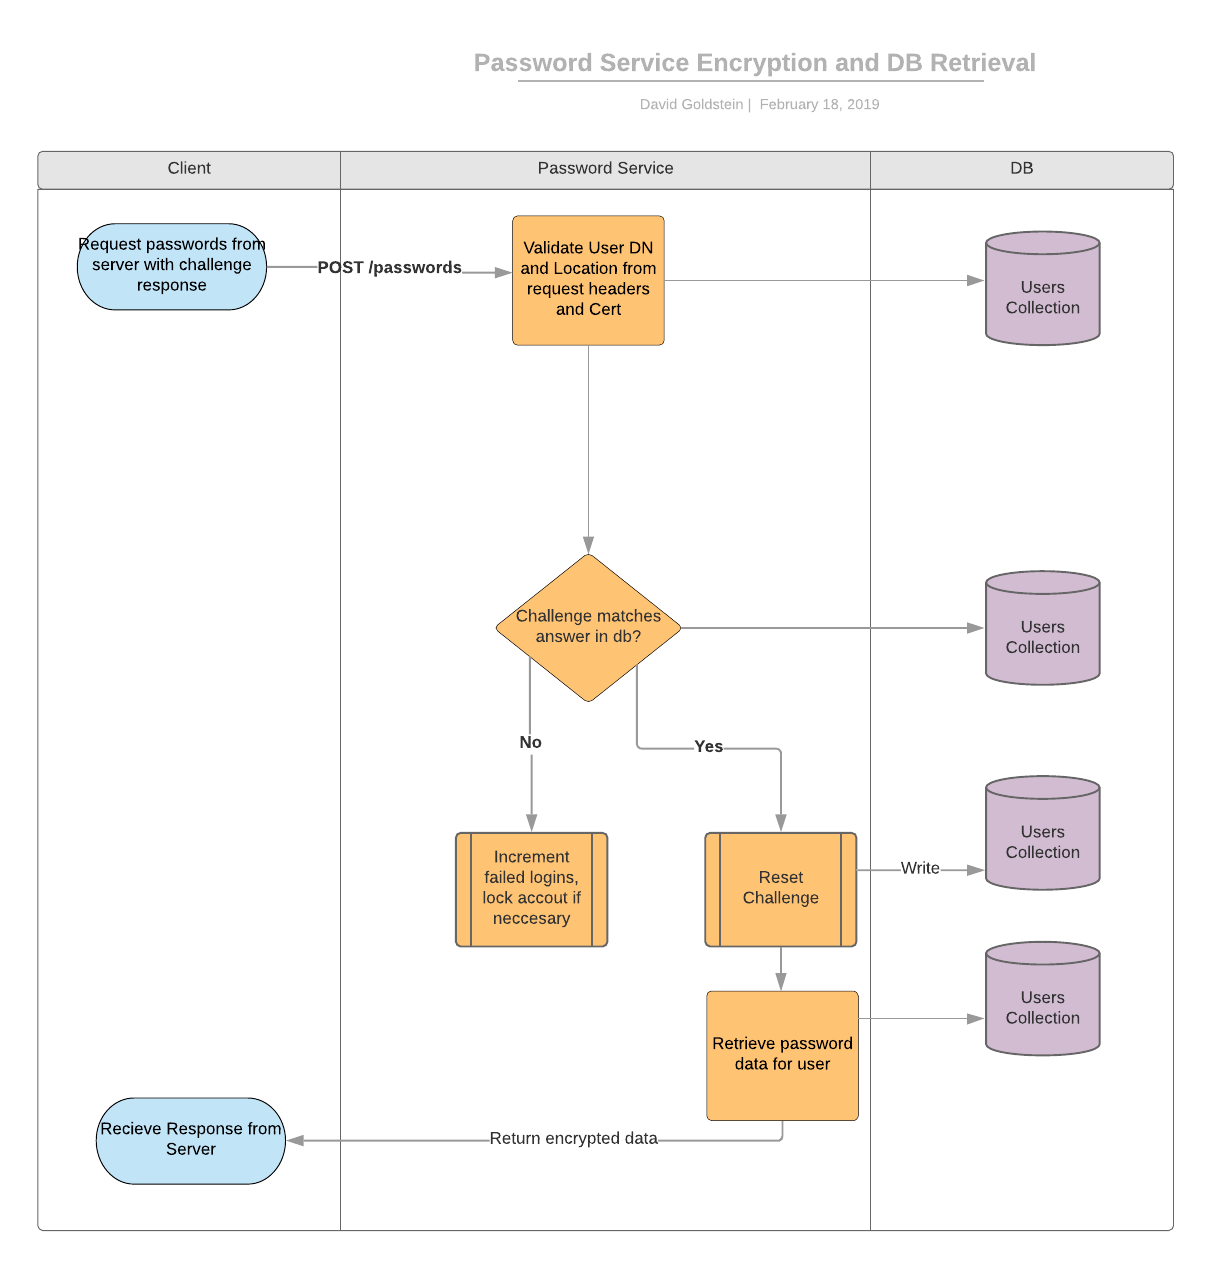 Password Service Encryption and DB Retrieval
David Goldstein | February 18, 2019
Client
Password Service
DB
Request passwords from
server with challenge
response
POST /passwords
Validate User DN
and Location from
request headers
and Cert
Users
Collection
Challenge matches
answer in db?
Users
Collection
No
Yes
Increment
failed logins,
lock accout if
neccesary
Reset
Challenge
Write
Users
Collection
Retrieve password
data for user
Users
Collection
Recieve Response from
Server
Return encrypted data